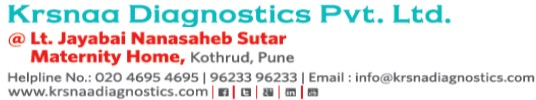 Krsnaa Diagnostics Pvt. Ltd.
@ Lt. Jayabai Nanasaheb Sutar
Maternity Home, Kothrud, Pune
Helpline No.: 020 4695 4695 | 96233 96233 | Email : info@krsnadiagnostics.com
www.krsnaadiagnostics.com